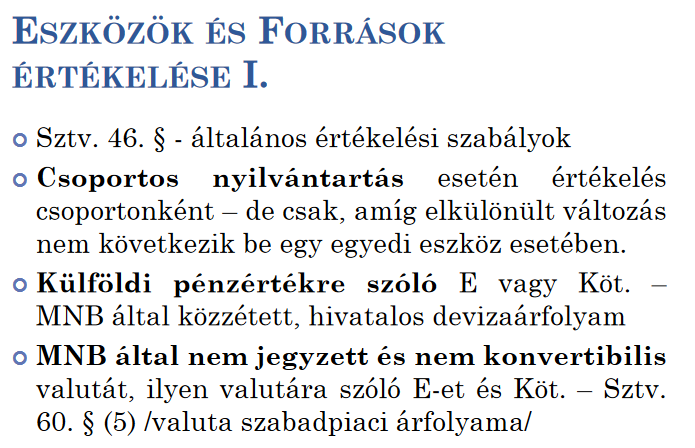 ESZKÖZÖK ÉS FORRÁSOK
ÉRTÉKELÉSE I.
Sztv. 46. § - általános értékelési szabályok
Csoportos nyilvántartás esetén értékelés
csoportonként – de csak, amíg elkülönült változás
nem következik be egy egyedi eszköz esetében.
Külföldi pénzértékre szóló E vagy Köt. –
MNB által közzétett, hivatalos devizaárfolyam
MNB által nem jegyzett és nem konvertibilis
valutát, ilyen valutára szóló E-et és Köt. – Sztv.
60. § (5) /valuta szabadpiaci árfolyama/